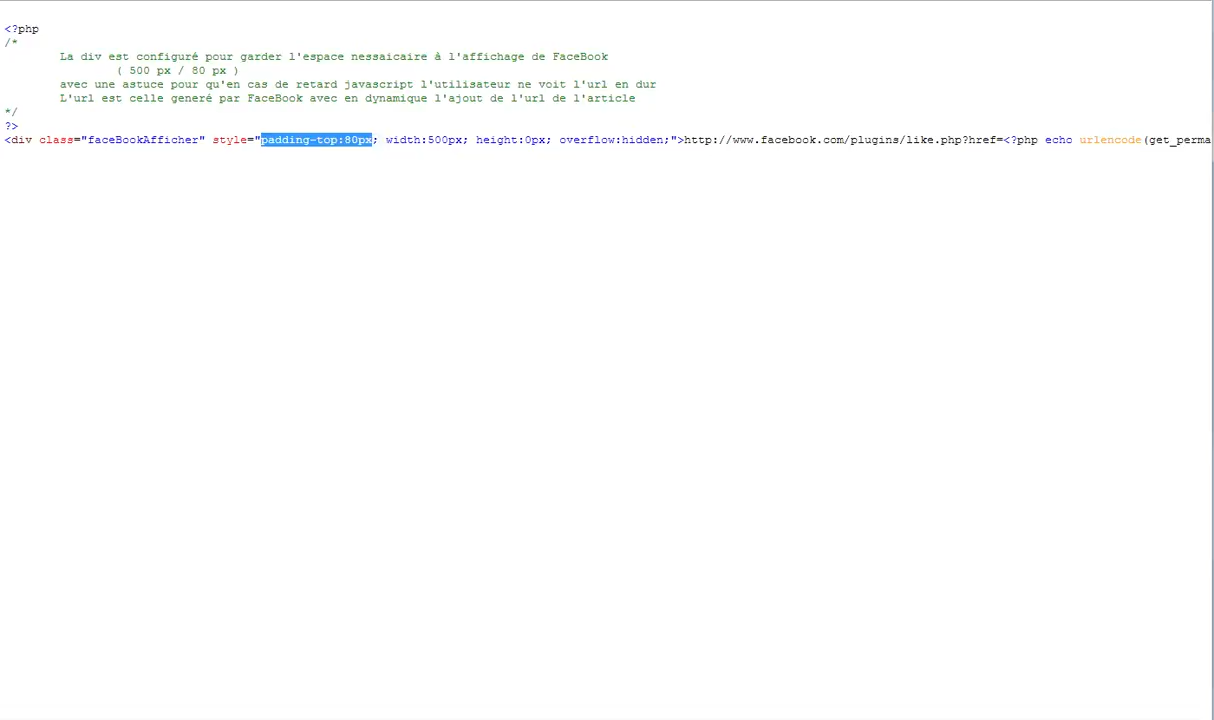 <?php
/*
La div est configuré pour garder l'espace nessaicaire à l'affichage de FaceBook
( 500 px / 80 px )
avec une astuce pour qu'en cas de retard javascript l'utilisateur ne voit l'url en dur
L'url est celle generé par FaceBook avec en dynamique l'ajout de l'url de l'article
*/
?>
<div class="faceBookAfficher" style="padding-top:80px; width:500px; height:0px; overflow:hidden;">http://www.facebook.com/plugins/like.php?href=<?php echo urlencode(get_perma